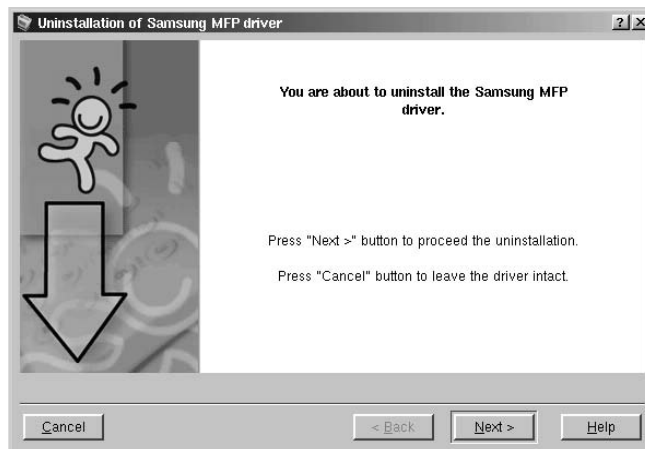 Uninstallation of Samsung MFP driver
You are about to uninstall the Samsung MFP
driver.
Press "Next >" button to proceed the uninstallation.
Press "Cancel" button to leave the driver intact.
Cancel
< Back
Next >
Help